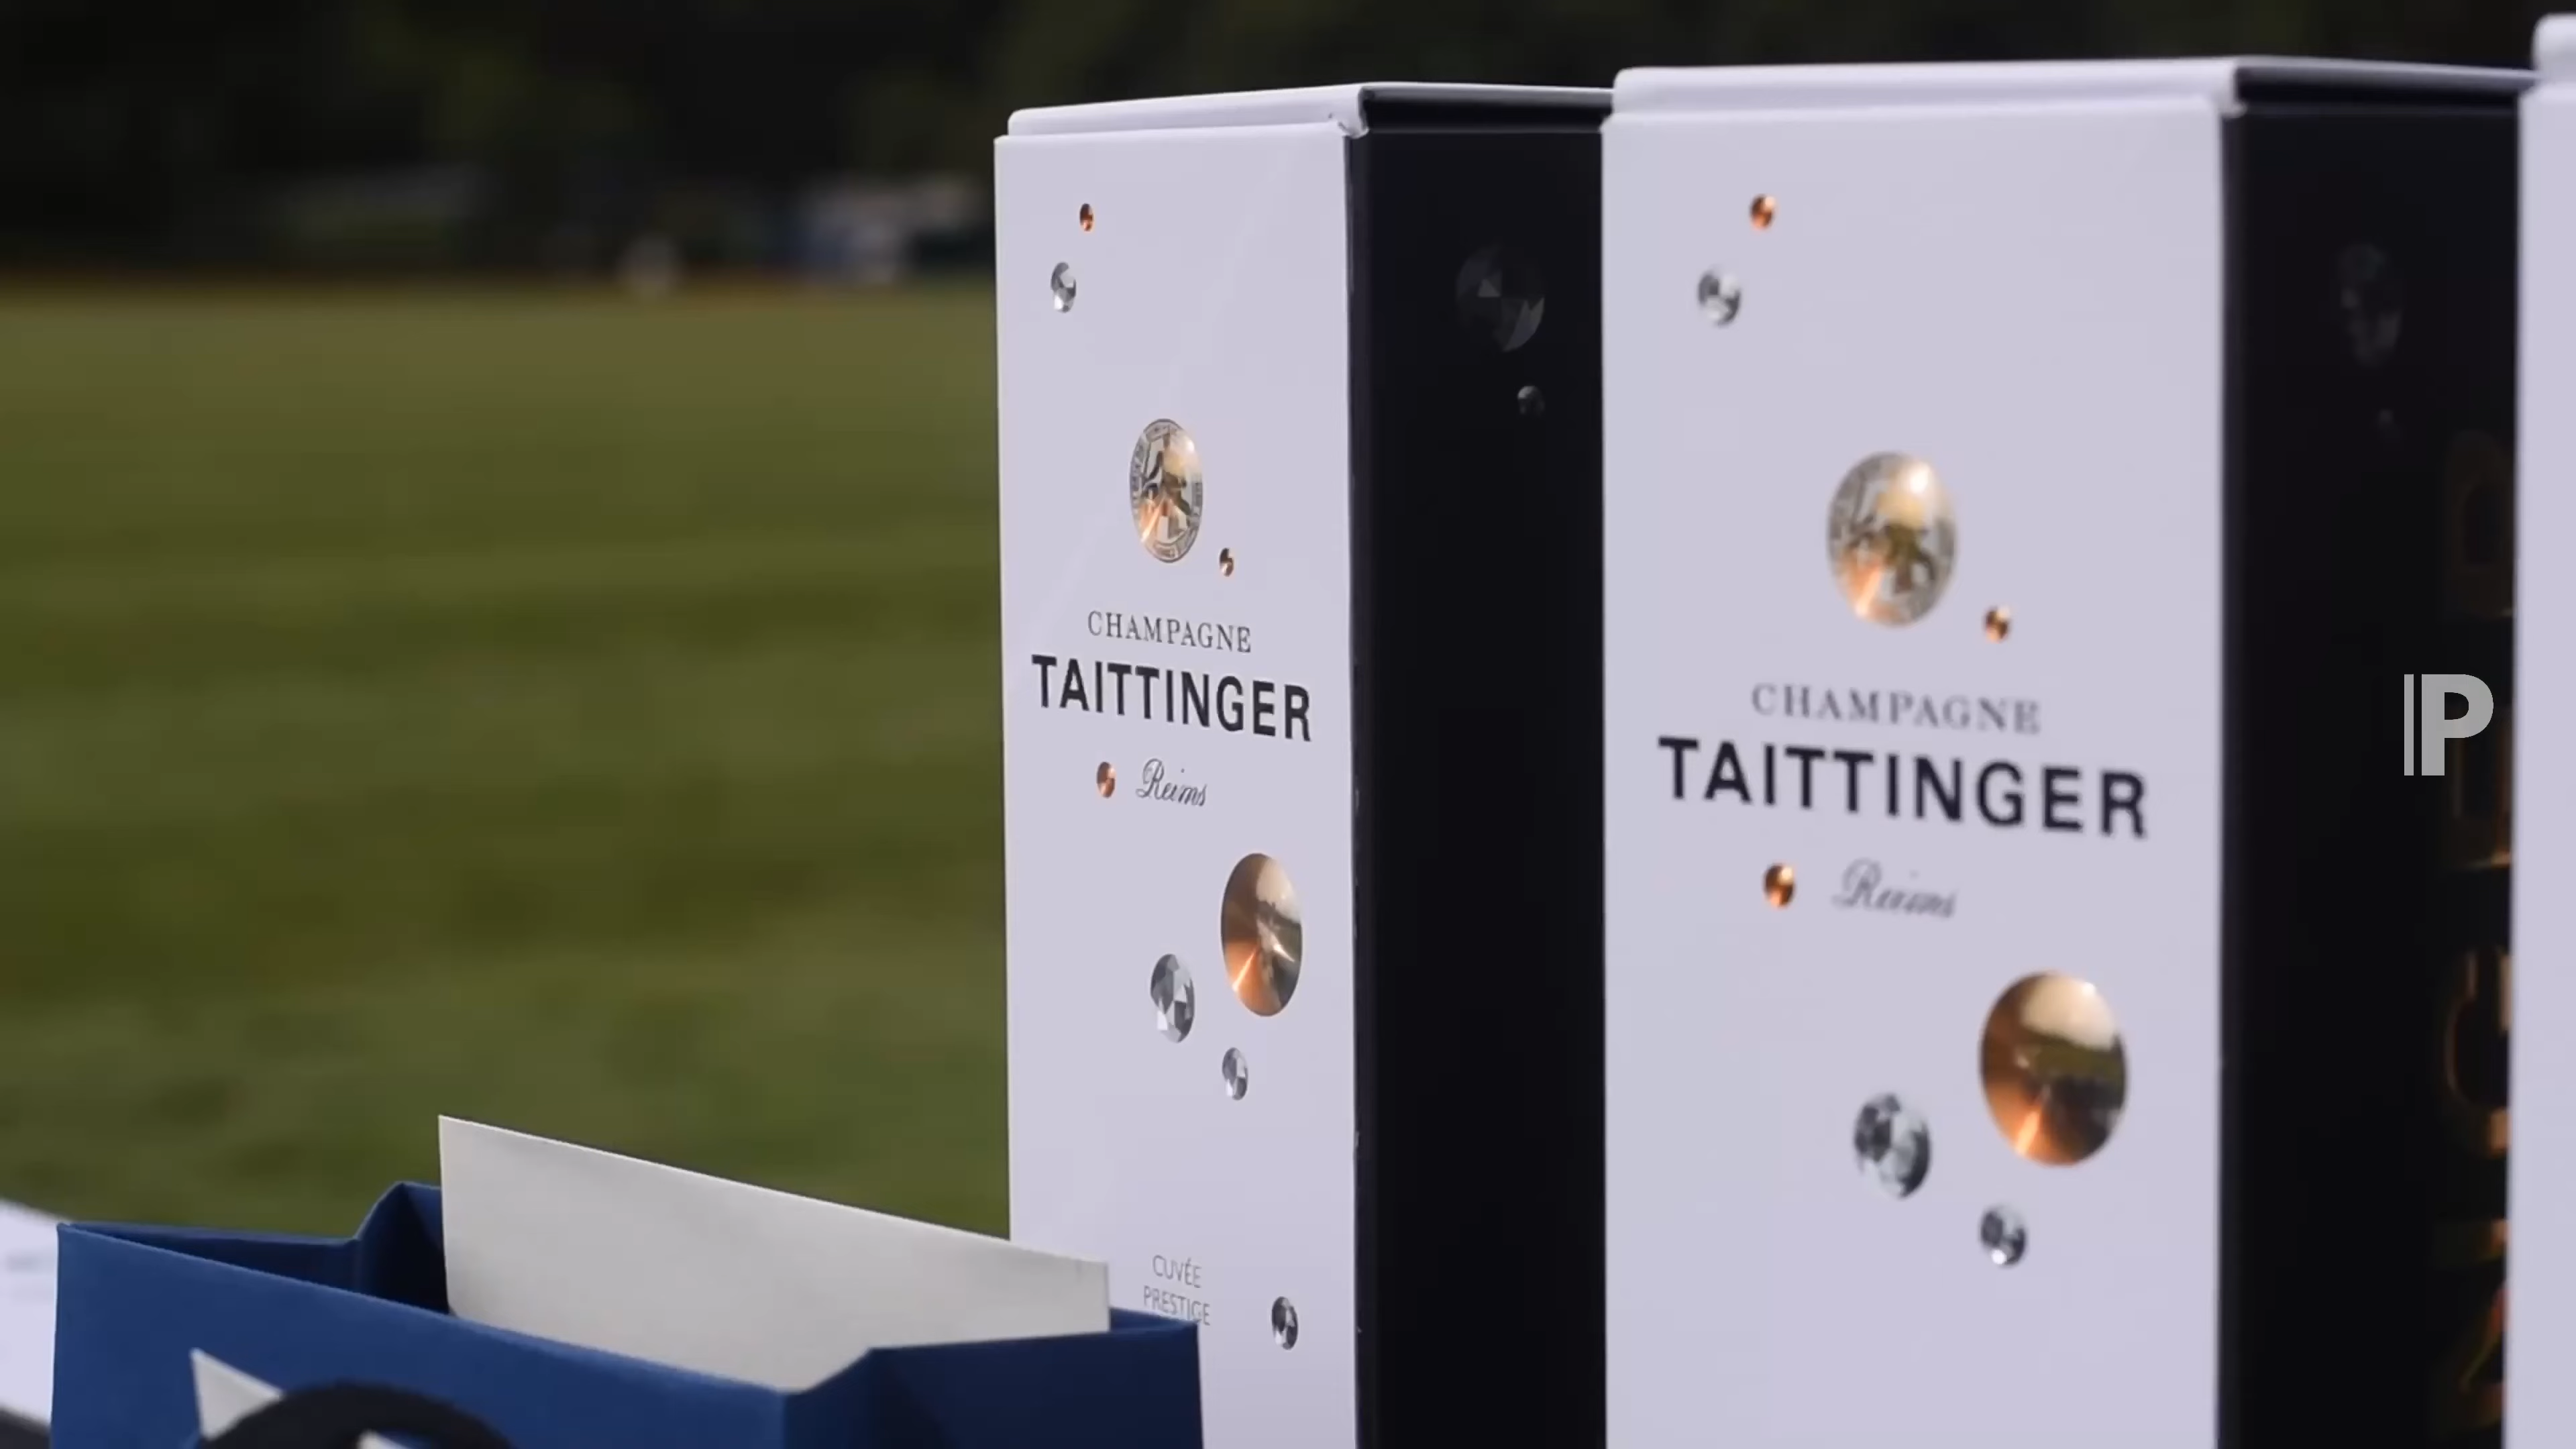 CHAMPAGNE
TAITTINGER
Reims
CUVÉE
PRESTIGE
CHAMPAGNE
TAITTINGER
Reims
P